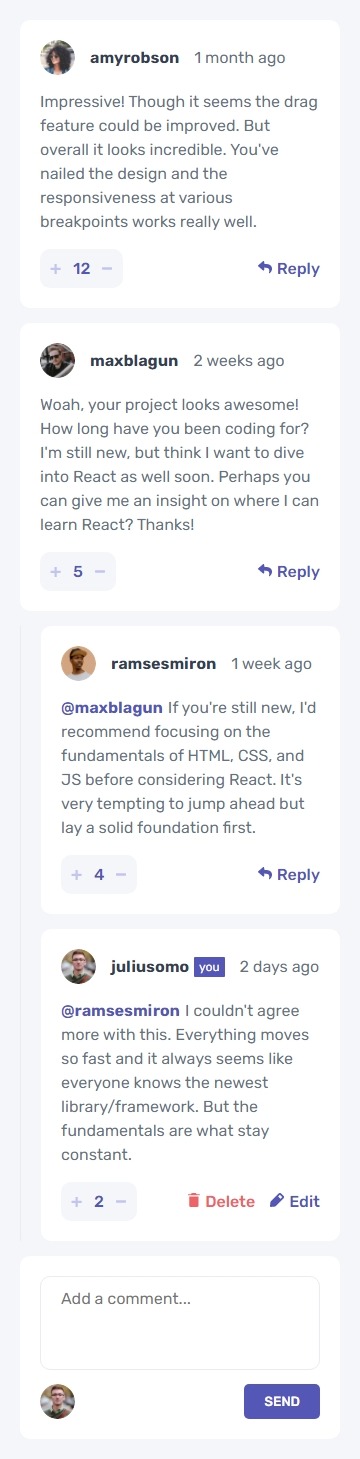 amyrobson 1 month ago
Impressive! Though it seems the drag
feature could be improved. But
overall it looks incredible. You've
nailed the design and the
responsiveness at various
breakpoints works really well.
+ 12 − Reply
maxblagun 2 weeks ago
Woah, your project looks awesome!
How long have you been coding for?
I'm still new, but think I want to dive
into React as well soon. Perhaps you
can give me an insight on where I can
learn React? Thanks!
+ 5 − Reply
ramsesmiron 1 week ago
@maxblagun If you're still new, I'd
recommend focusing on the
fundamentals of HTML, CSS, and
JS before considering React. It's
very tempting to jump ahead but
lay a solid foundation first.
+ 4 − Reply
juliusomo you 2 days ago
@ramsesmiron I couldn't agree
more with this. Everything moves
so fast and it always seems like
everyone knows the newest
library/framework. But the
fundamentals are what stay
constant.
+ 2 − Delete Edit
Add a comment...
SEND